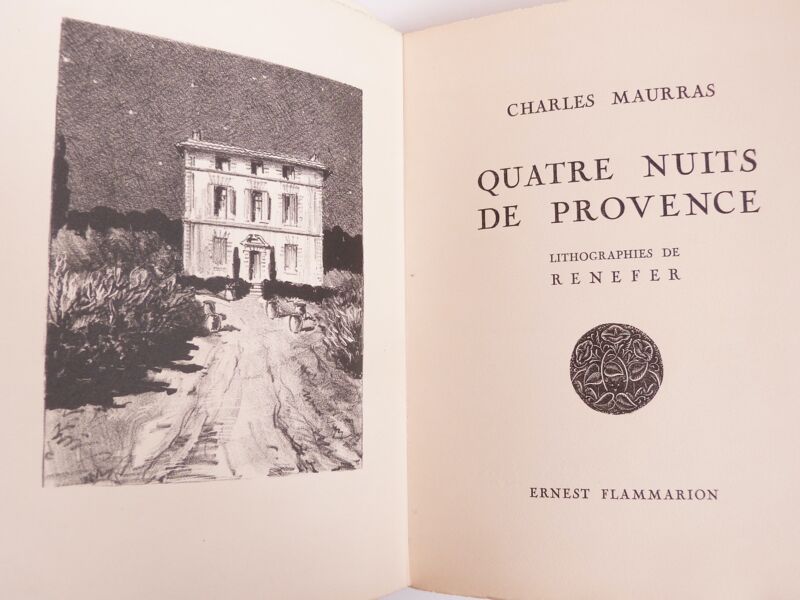 CHARLES MAURRAS
QUATRE NUITS
DE PROVENCE
LITHOGRAPHIES DE
RENEFER
ERNEST FLAMMARION